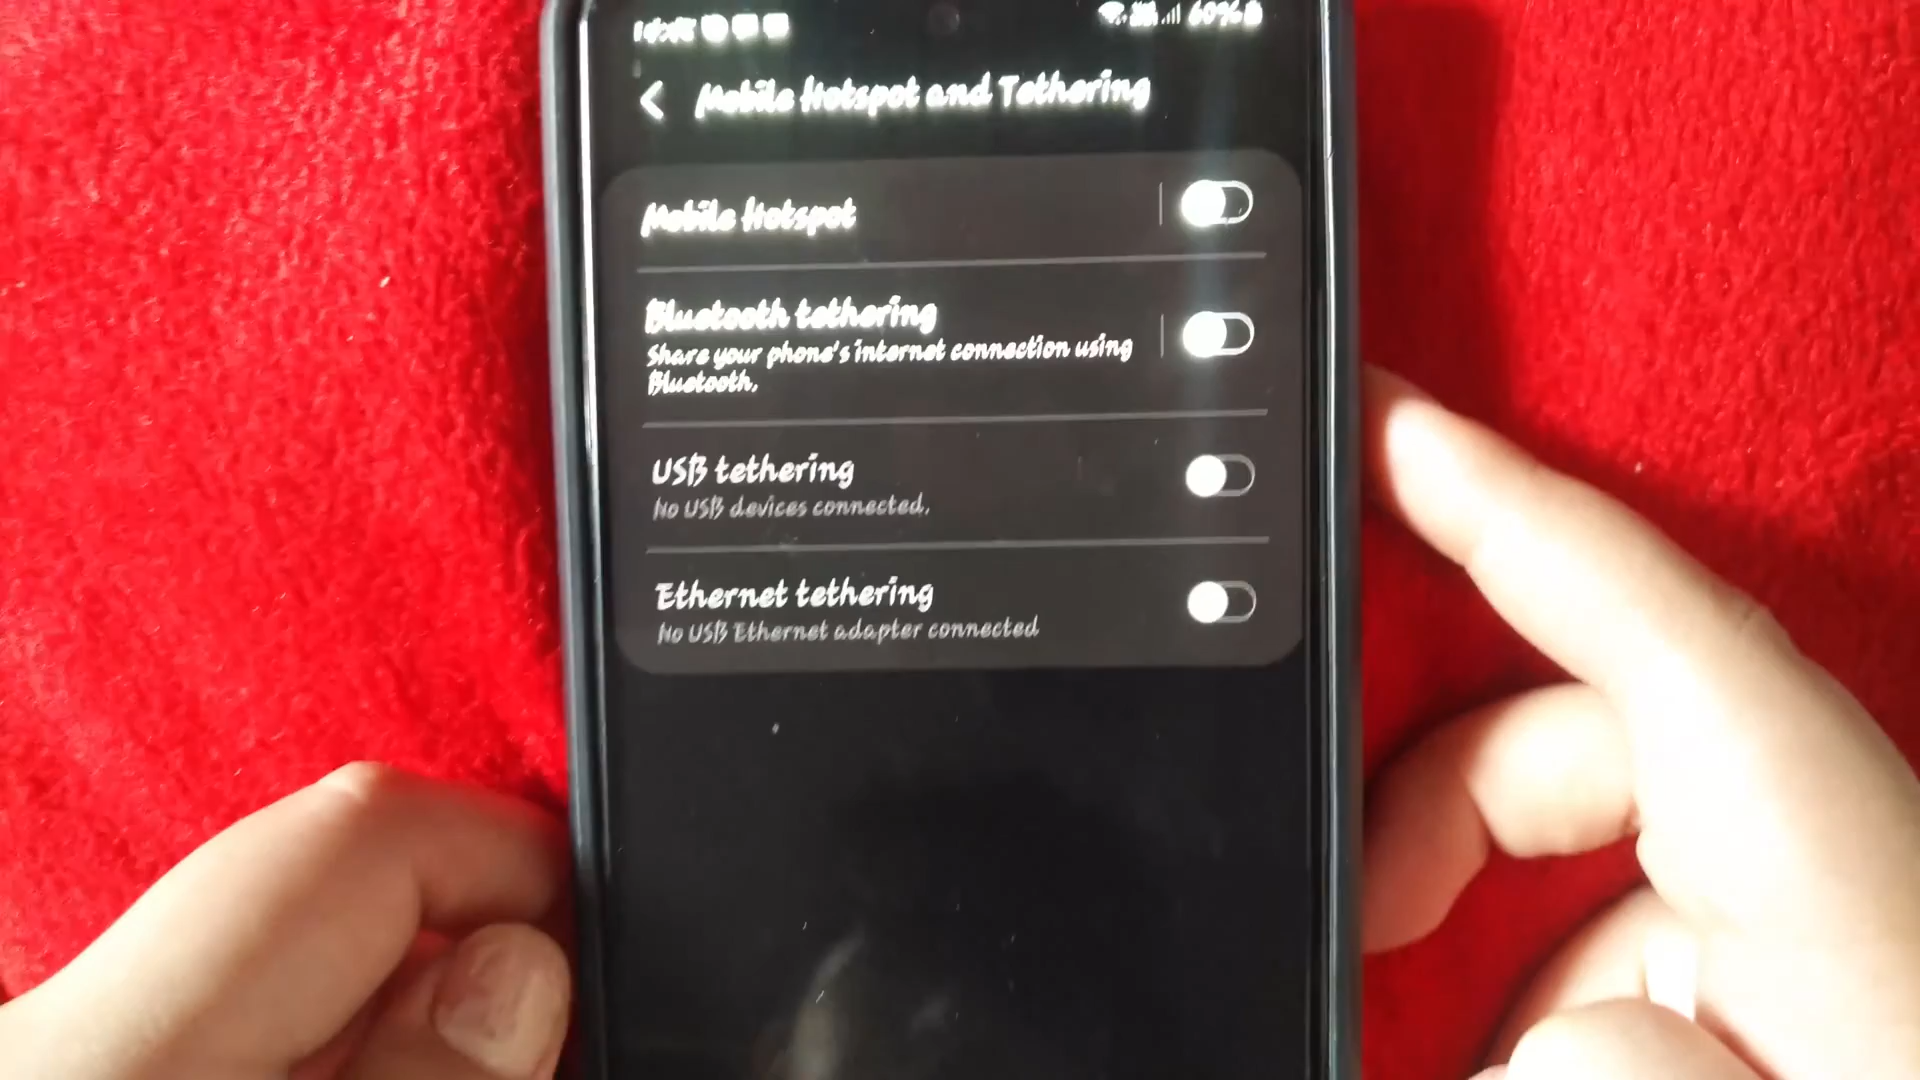 60%
Mobile Hotspot and Tethering
Mobile Hotspot
Bluetooth tethering
Share your phone's internet connection using
Bluetooth.
USB tethering
No USB devices connected.
Ethernet tethering
No USB Ethernet adapter connected